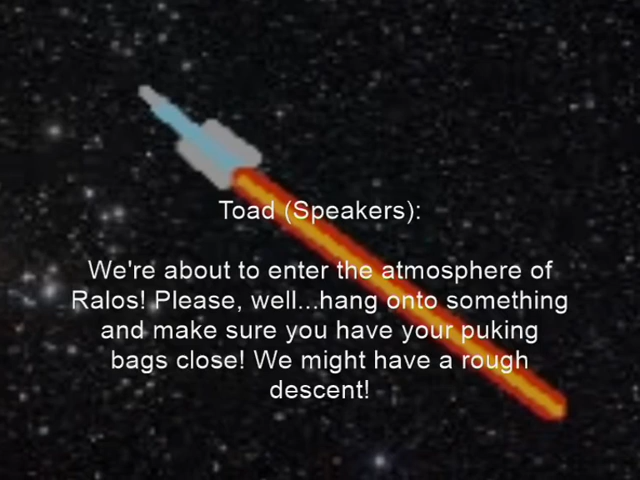 Toad (Speakers):
We're about to enter the atmosphere of
Ralos! Please, well...hang onto something
and make sure you have your puking
bags close! We might have a rough
descent!